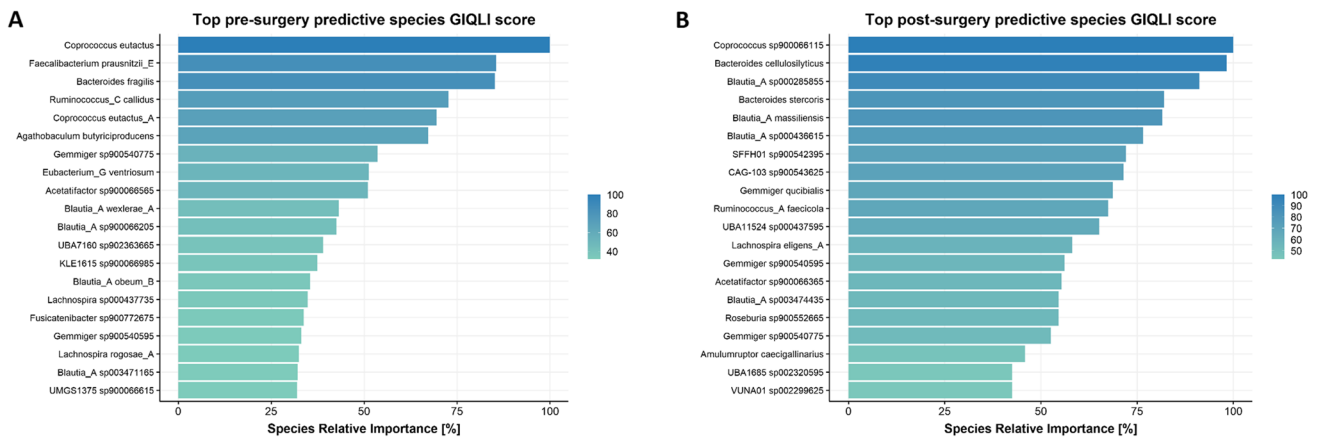 A
Top pre-surgery predictive species GIQLI score
Coprococcus eutactus
Faecalibacterium prausnitzii_E
Bacteroides fragilis
Ruminococcus_C callidus
Coprococcus eutactus_A
Agathobaculum butyriciproducens
Gemmiger sp900540775
Eubacterium_G ventriosum
Acetatifactor sp900066565
Blautia_A wexlerae_A
Blautia_A sp900066205
UBA7160 sp902363665
KLE1615 sp900066985
Blautia_A obeum_B
Lachnospira sp000437735
Fusicatenibacter sp900772675
Gemmiger sp900540595
Lachnospira rogosae_A
Blautia_A sp003471165
UMGS1375 sp900066615
0 25 50 75 100
Species Relative Importance [%]
100
80
60
40
B
Top post-surgery predictive species GIQLI score
Coprococcus sp900066115
Bacteroides cellulosilyticus
Blautia_A sp000285855
Bacteroides stercoris
Blautia_A massiliensis
Blautia_A sp000436615
SFFH01 sp900542395
CAG-103 sp900543625
Gemmiger qucibialis
Ruminococcus_A faecicola
UBA11524 sp000437595
Lachnospira eligens_A
Gemmiger sp900540595
Acetatifactor sp900066365
Blautia_A sp003474435
Roseburia sp900552665
Gemmiger sp900540775
Amulumruptor caecigallinarius
UBA1685 sp002320595
VUNA01 sp002299625
0 25 50 75 100
Species Relative Importance [%]
100
90
80
70
60
50